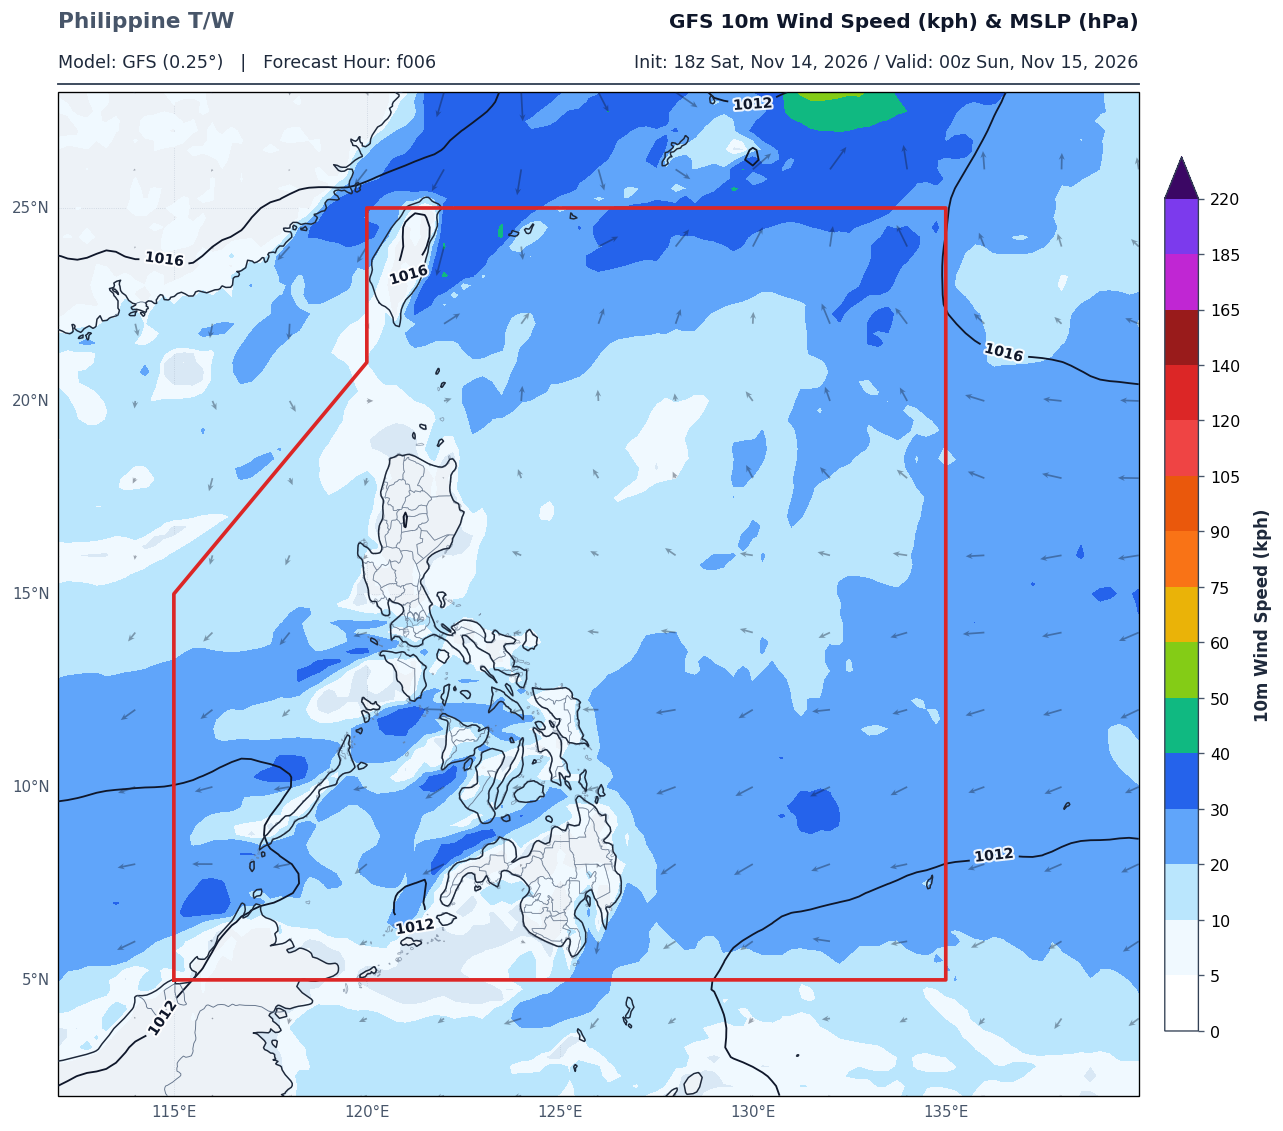 Philippine T/W
GFS 10m Wind Speed (kph) & MSLP (hPa)
Model: GFS (0.25°) | Forecast Hour: f006
Init: 18z Sat, Nov 14, 2026 / Valid: 00z Sun, Nov 15, 2026
1012
1016
1016
1016
1012
1012
1012
25°N
20°N
15°N
10°N
5°N
115°E
120°E
125°E
130°E
135°E
220
185
165
140
120
105
90
75
60
50
40
30
20
10
5
0
10m Wind Speed (kph)